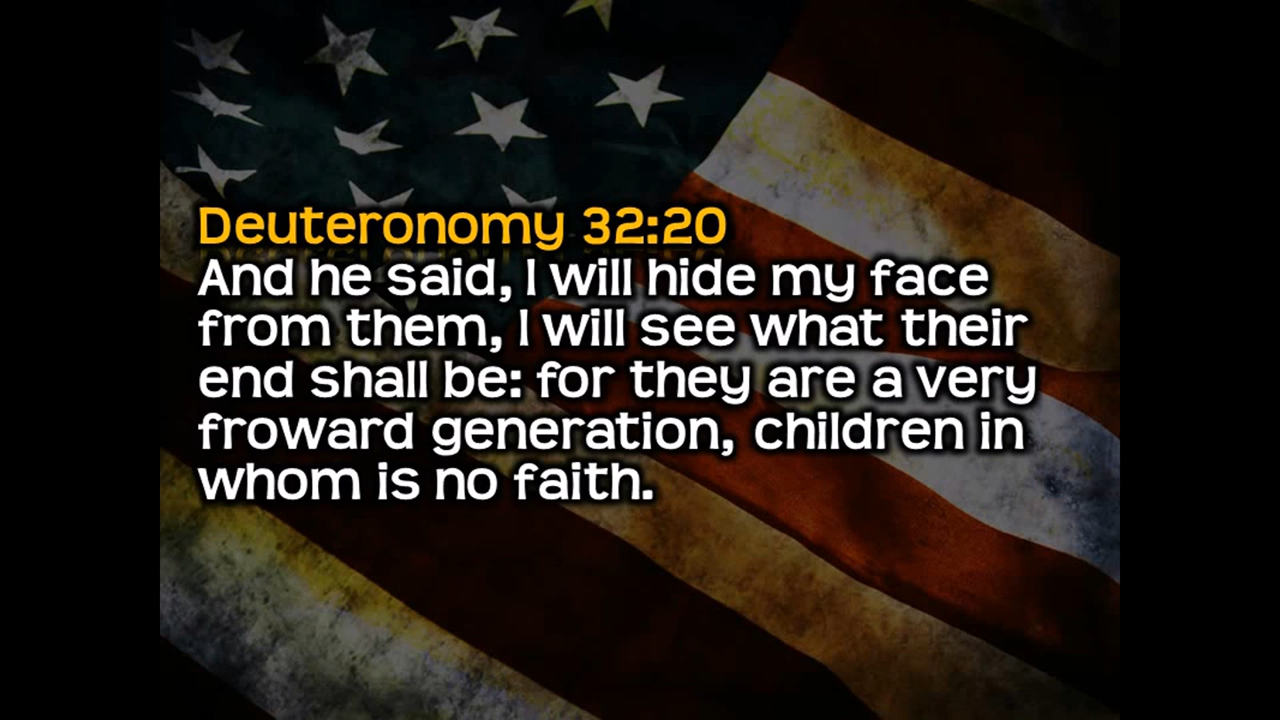 Deuteronomy 32:20
And he said, I will hide my face
from them, I will see what their
end shall be: for they are a very
froward generation, children in
whom is no faith.